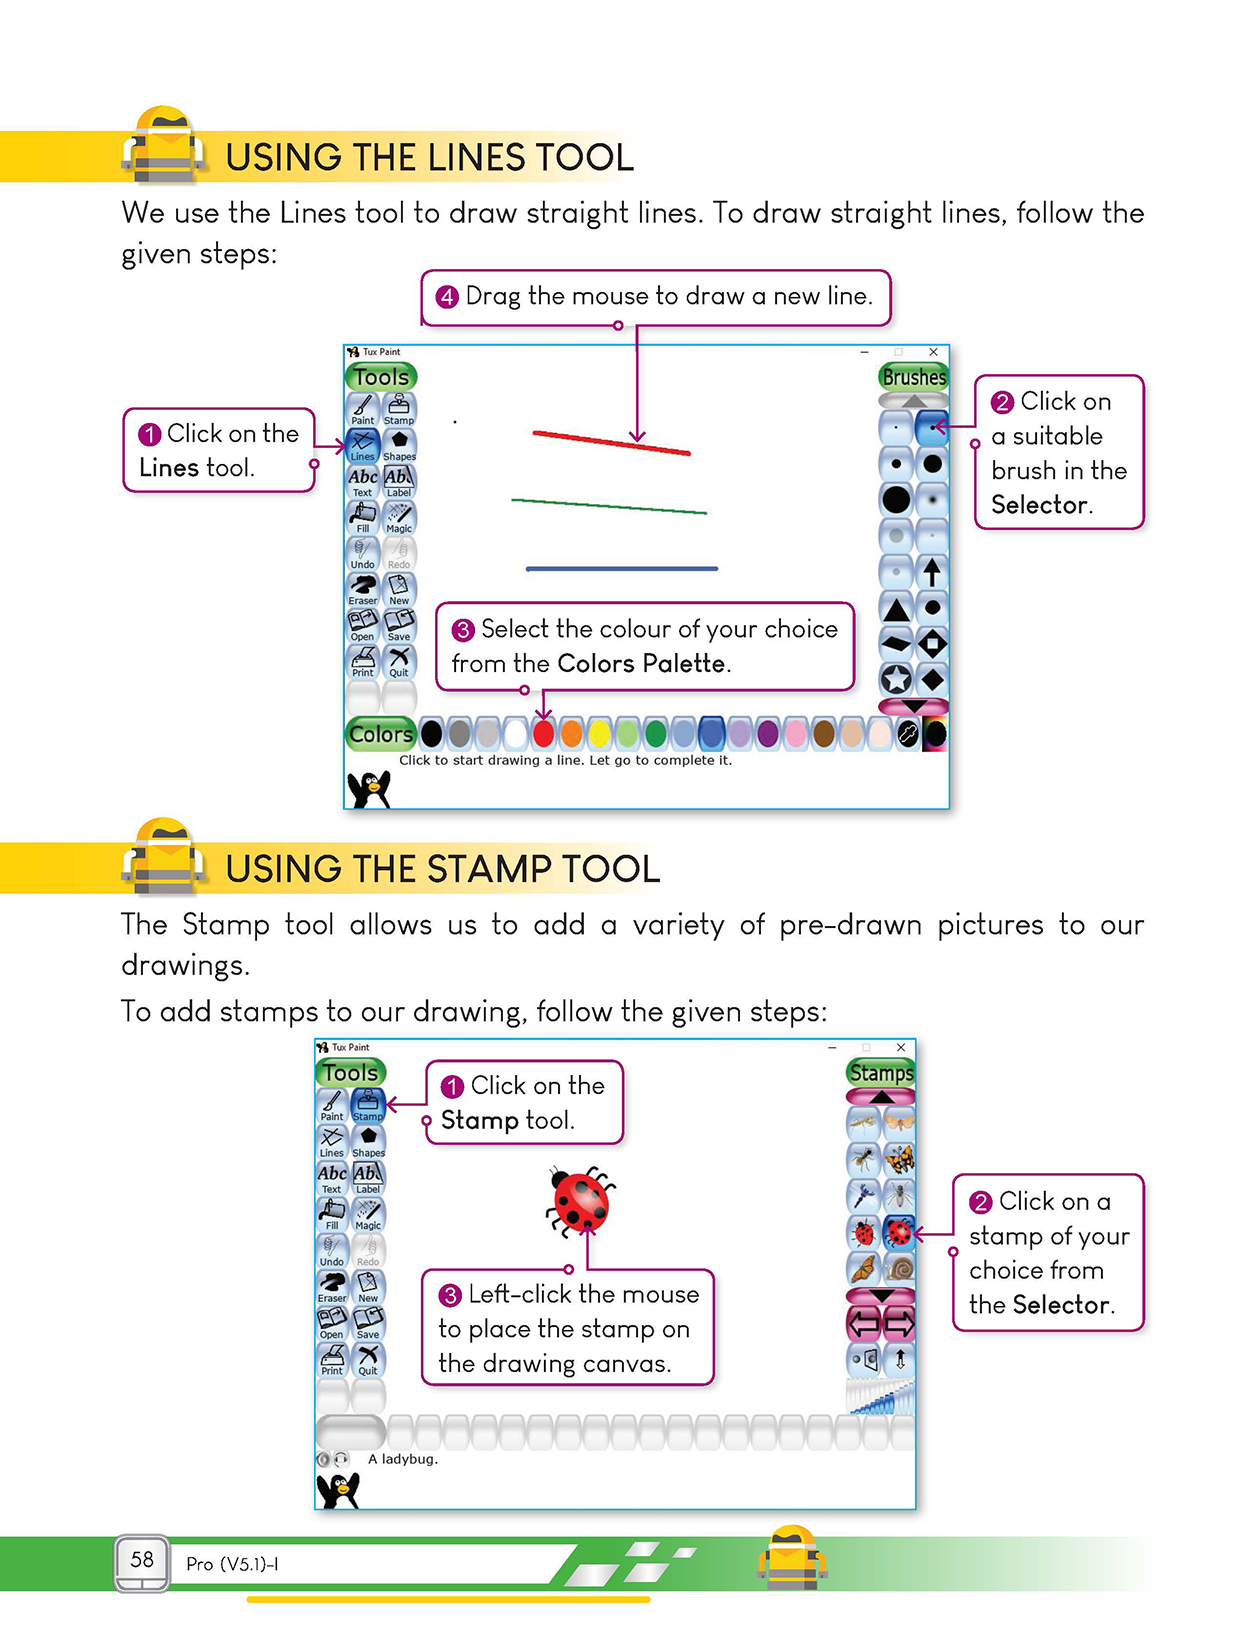 USING THE LINES TOOL
We use the Lines tool to draw straight lines. To draw straight lines, follow the
given steps:
4 Drag the mouse to draw a new line.
Tux Paint
Tools
Brushes
Paint Stamp
Lines Shapes
Abc Abc
Text Label
Fill Magic
Undo Redo
Eraser New
Open Save
Print Quit
1 Click on the
Lines tool.
2 Click on
a suitable
brush in the
Selector.
3 Select the colour of your choice
from the Colors Palette.
Colors
Click to start drawing a line. Let go to complete it.
USING THE STAMP TOOL
The Stamp tool allows us to add a variety of pre-drawn pictures to our
drawings.
To add stamps to our drawing, follow the given steps:
Tux Paint
Tools
Stamps
Paint Stamp
Lines Shapes
Abc Abc
Text Label
Fill Magic
Undo Redo
Eraser New
Open Save
Print Quit
1 Click on the
Stamp tool.
2 Click on a
stamp of your
choice from
the Selector.
3 Left-click the mouse
to place the stamp on
the drawing canvas.
A ladybug.
58
Pro (V5.1)-I